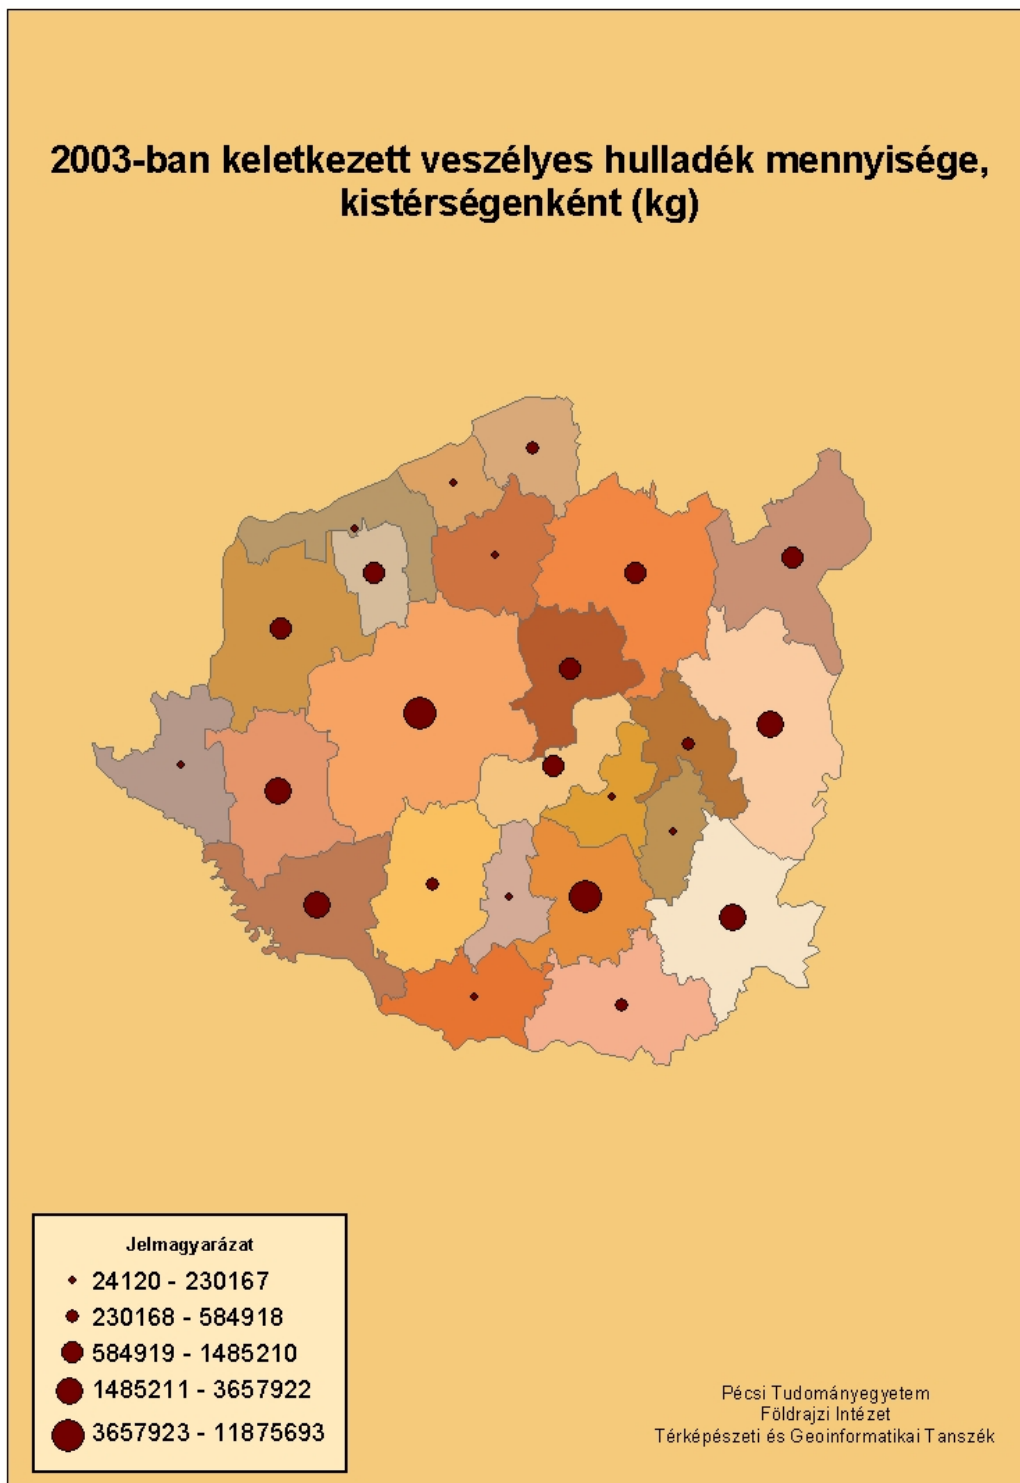 2003-ban keletkezett veszélyes hulladék mennyisége,
kistérségenként (kg)
Jelmagyarázat
24120 - 230167
230168 - 584918
584919 - 1485210
1485211 - 3657922
3657923 - 11875693
Pécsi Tudományegyetem
Földrajzi Intézet
Térképészeti és Geoinformatikai Tanszék